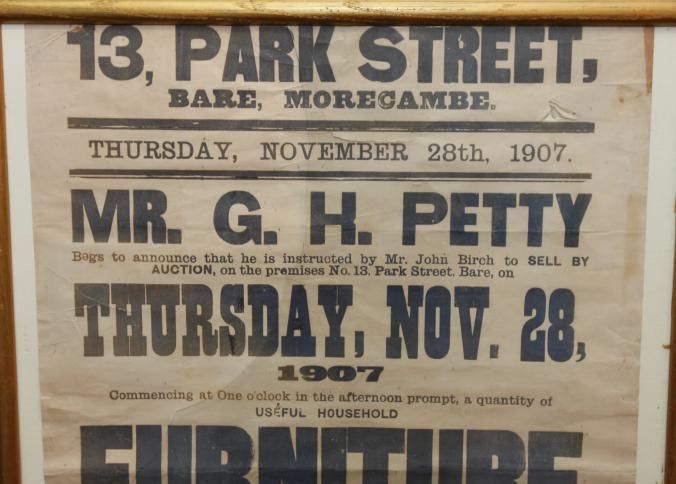 13, PARK STREET,
BARE, MORECAMBE.
THURSDAY, NOVEMBER 28th, 1907.
MR. G. H. PETTY
Begs to announce that he is instructed by Mr. John Birch to SELL BY
AUCTION, on the premises No. 13. Park Street. Bare, on
THURSDAY, NOV. 28,
1907
Commencing at One o'clock in the afternoon prompt, a quantity of
USEFUL HOUSEHOLD
FURNITURE